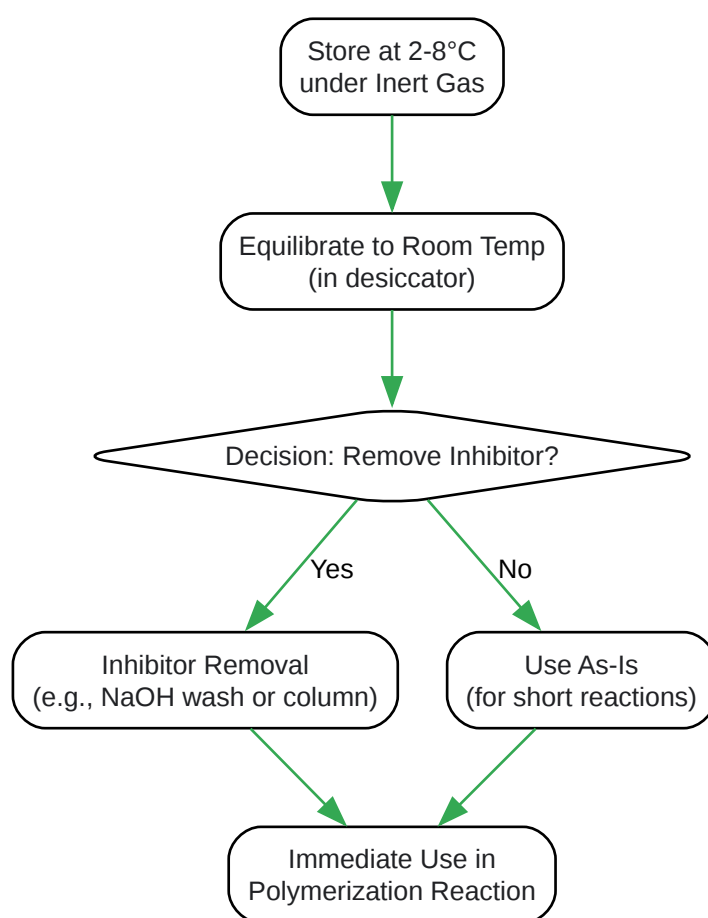 Store at 2-8°C
under Inert Gas
Equilibrate to Room Temp
(in desiccator)
Decision: Remove Inhibitor?
Yes
No
Inhibitor Removal
(e.g., NaOH wash or column)
Use As-Is
(for short reactions)
Immediate Use in
Polymerization Reaction